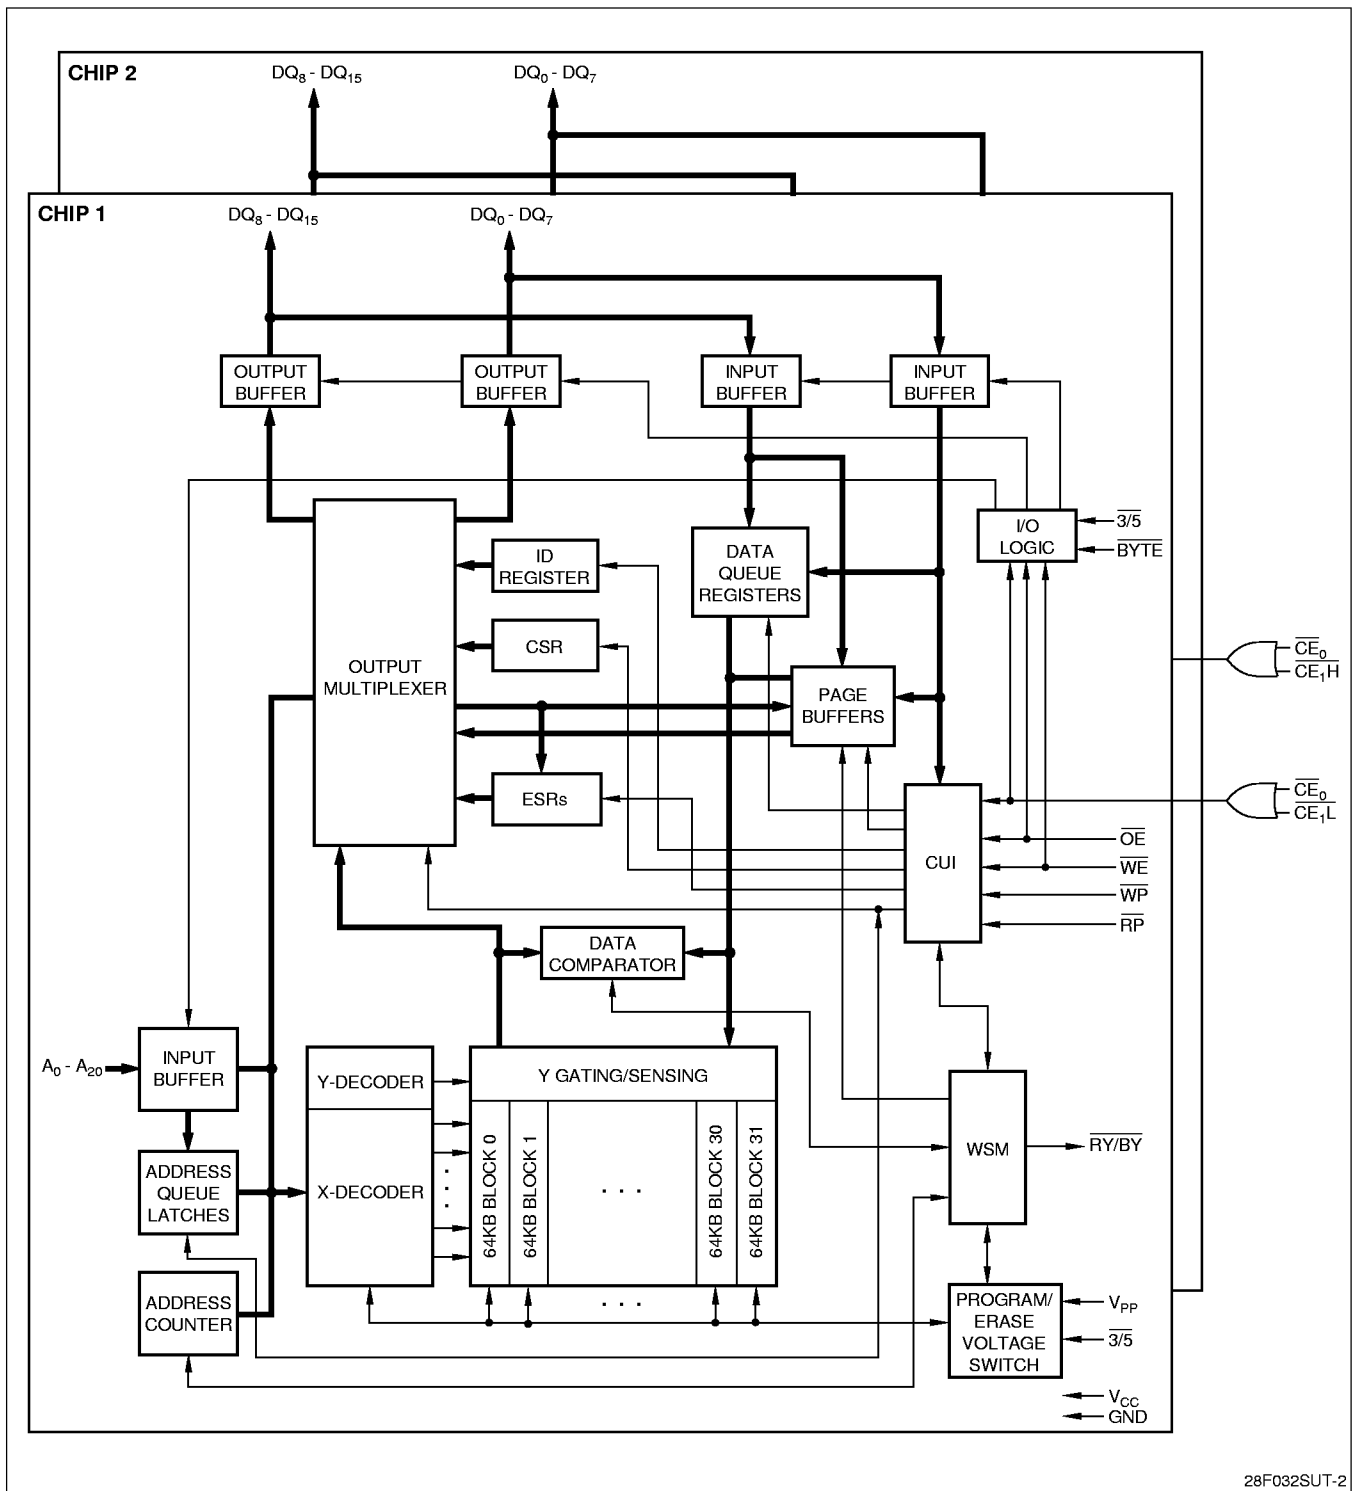 CHIP 2
DQ8 - DQ15
DQ0 - DQ7
CHIP 1
DQ8 - DQ15
DQ0 - DQ7
OUTPUT
BUFFER
OUTPUT
BUFFER
INPUT
BUFFER
INPUT
BUFFER
I/O
LOGIC
3/5
BYTE
ID
REGISTER
DATA
QUEUE
REGISTERS
CSR
OUTPUT
MULTIPLEXER
PAGE
BUFFERS
CE0
CE1H
ESRs
CE0
CE1L
CUI
OE
WE
WP
RP
DATA
COMPARATOR
A0 - A20
INPUT
BUFFER
Y-DECODER
Y GATING/SENSING
ADDRESS
QUEUE
LATCHES
X-DECODER
64KB BLOCK 0
64KB BLOCK 1
. . .
64KB BLOCK 30
64KB BLOCK 31
WSM
RY/BY
ADDRESS
COUNTER
. . .
PROGRAM/
ERASE
VOLTAGE
SWITCH
VPP
3/5
VCC
GND
28F032SUT-2